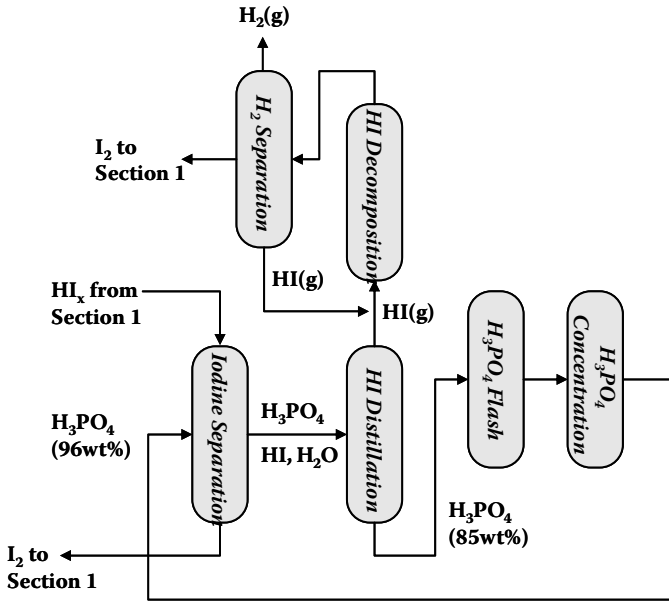 H₂(g)
H₂ Separation
HI Decomposition
I₂ to
Section 1
HI(g)
HI(g)
HIₓ from
Section 1
Iodine Separation
H₃PO₄
HI, H₂O
HI Distillation
H₃PO₄ Flash
H₃PO₄
Concentration
H₃PO₄
(96wt%)
H₃PO₄
(85wt%)
I₂ to
Section 1